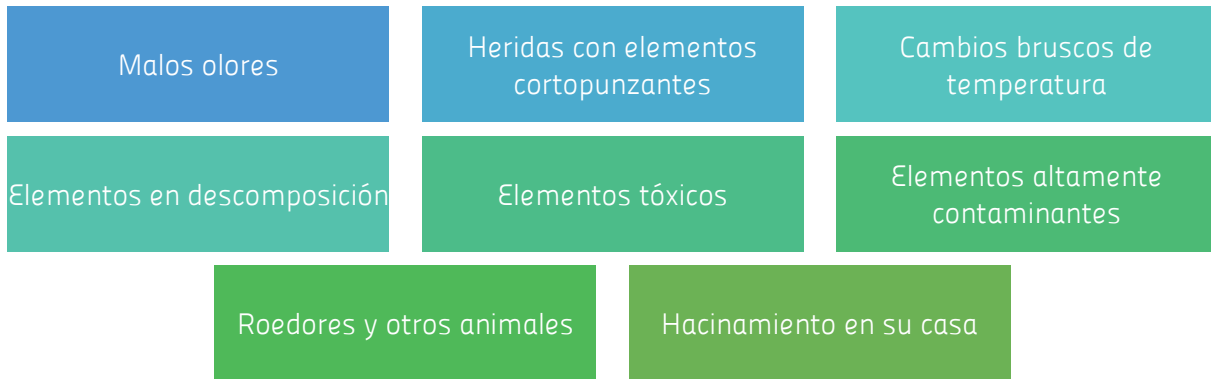 Malos olores
Heridas con elementos
cortopunzantes
Cambios bruscos de
temperatura
Elementos en descomposición
Elementos tóxicos
Elementos altamente
contaminantes
Roedores y otros animales
Hacinamiento en su casa